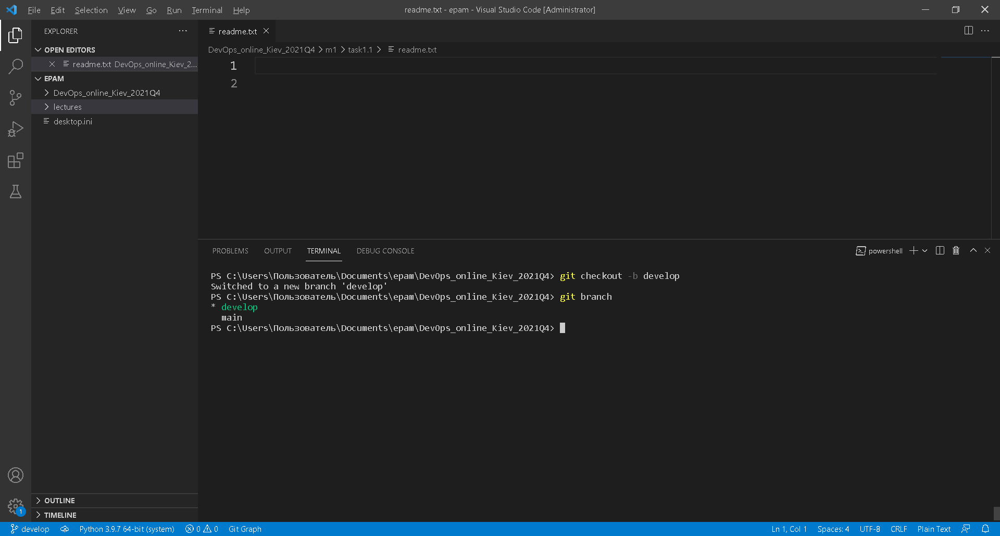 File Edit Selection View Go Run Terminal Help
readme.txt - epam - Visual Studio Code [Administrator]
EXPLORER
OPEN EDITORS
readme.txt DevOps_online_Kiev_2...
EPAM
DevOps_online_Kiev_2021Q4
lectures
desktop.ini
OUTLINE
TIMELINE
readme.txt
DevOps_online_Kiev_2021Q4 > m1 > task1.1 > readme.txt
1
2
PROBLEMS OUTPUT TERMINAL DEBUG CONSOLE
powershell
PS C:\Users\Пользователь\Documents\epam\DevOps_online_Kiev_2021Q4> git checkout -b develop
Switched to a new branch 'develop'
PS C:\Users\Пользователь\Documents\epam\DevOps_online_Kiev_2021Q4> git branch
* develop
main
PS C:\Users\Пользователь\Documents\epam\DevOps_online_Kiev_2021Q4>
1
develop Python 3.9.7 64-bit (system) 0 0 Git Graph
Ln 1, Col 1 Spaces: 4 UTF-8 CRLF Plain Text